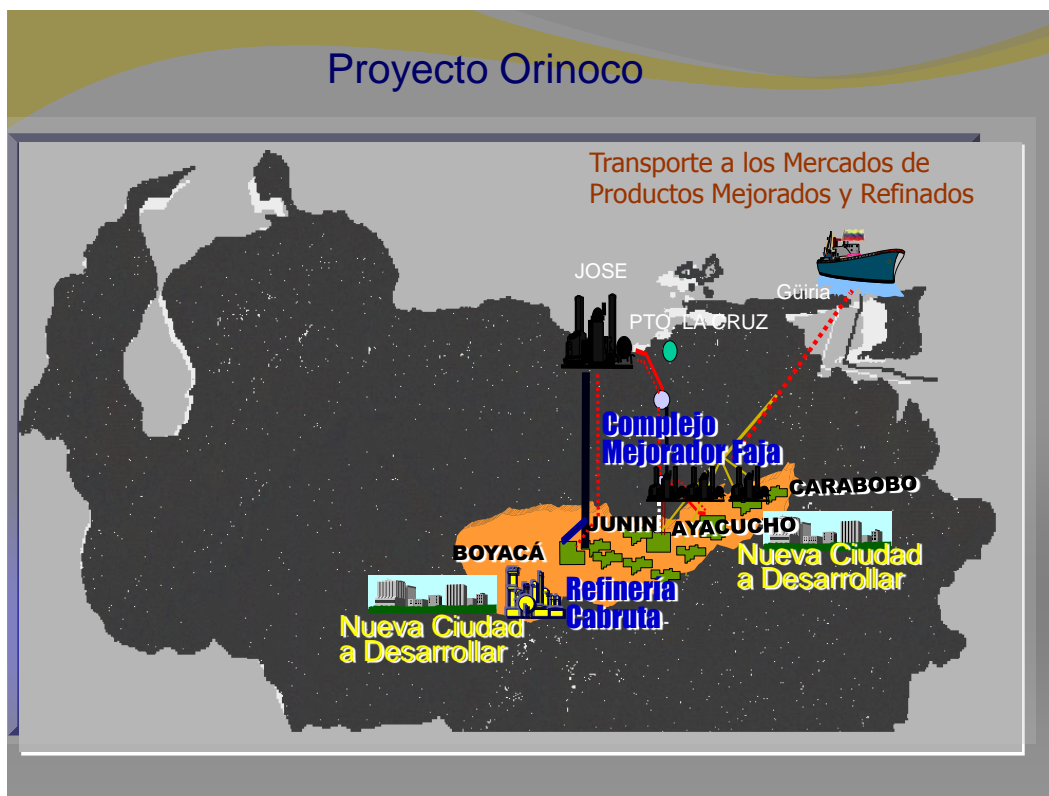 Proyecto Orinoco
Transporte a los Mercados de
Productos Mejorados y Refinados
JOSE
Güiria
PTO. LA CRUZ
Complejo
Mejorador Faja
CARABOBO
JUNIN
AYACUCHO
BOYACÁ
Nueva Ciudad
a Desarrollar
Refinería
Cabruta
Nueva Ciudad
a Desarrollar